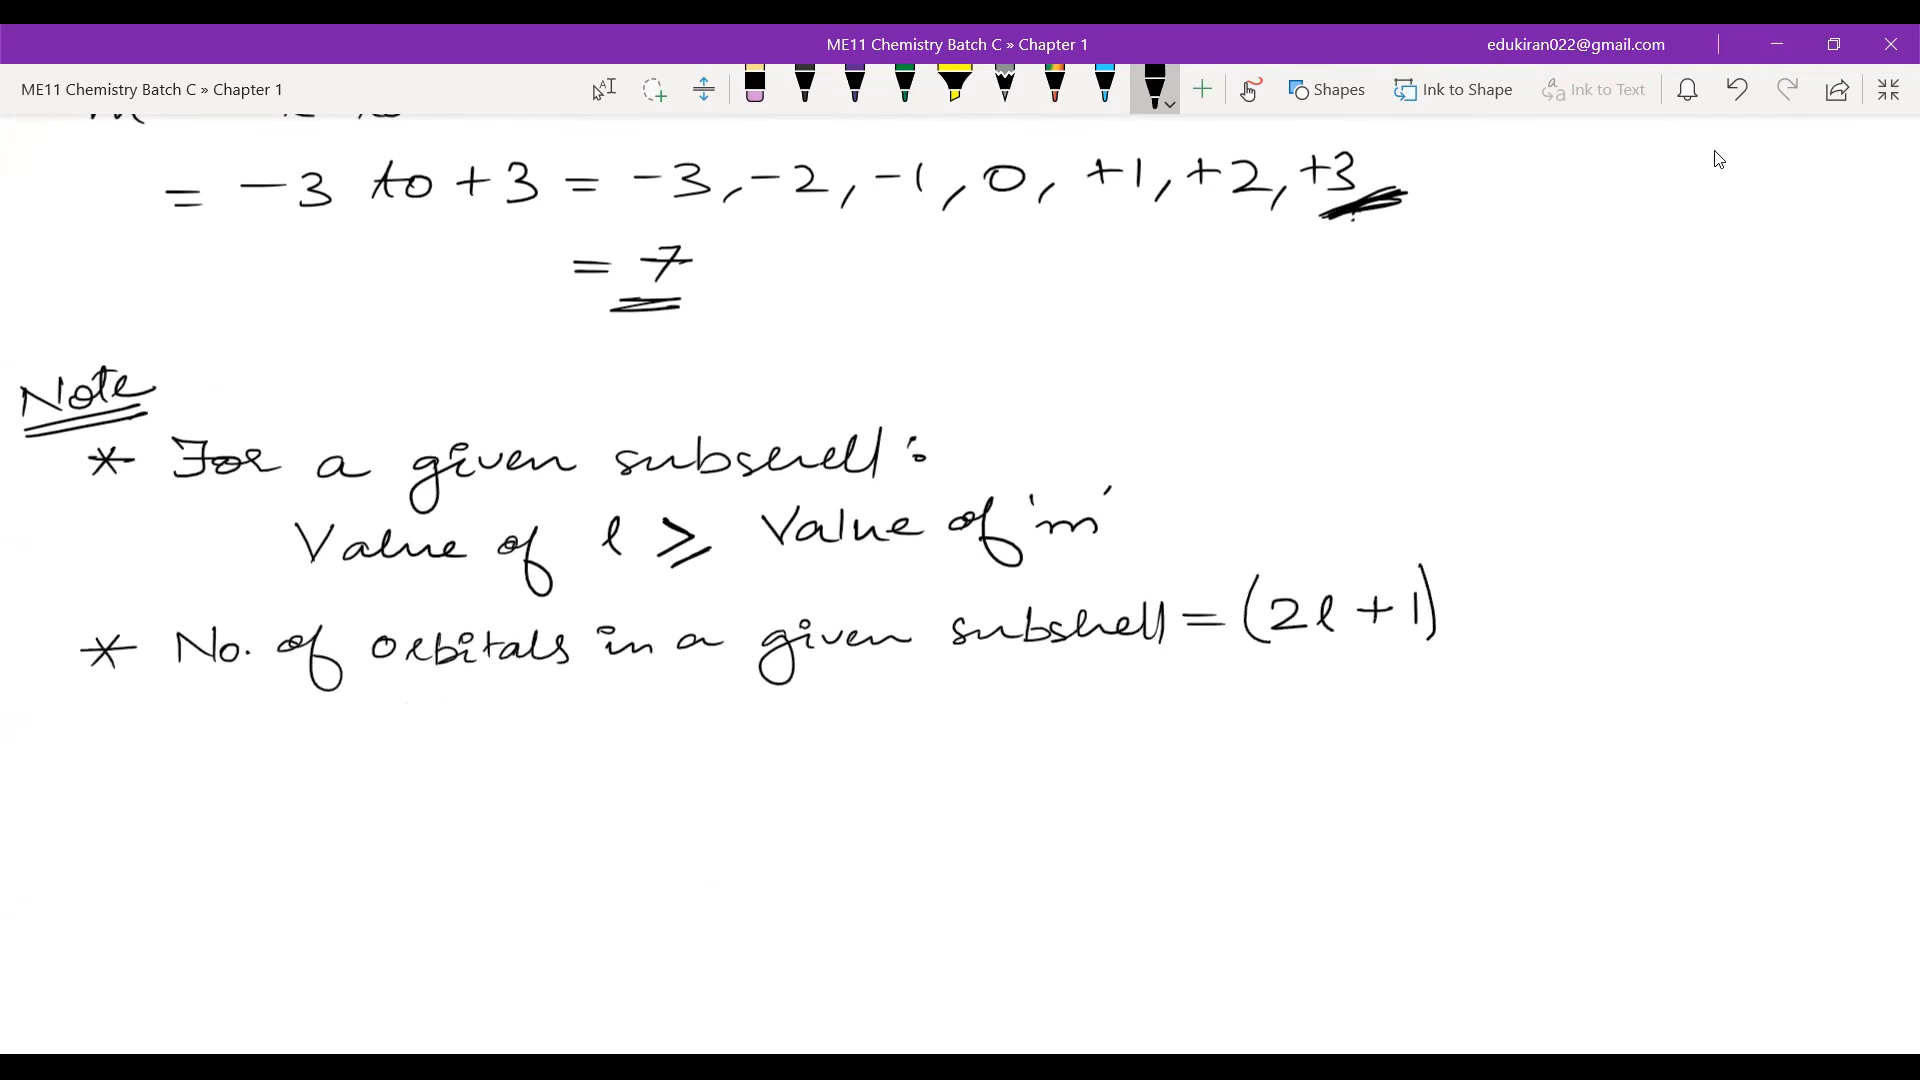 ME11 Chemistry Batch C » Chapter 1
edukiran022@gmail.com
ME11 Chemistry Batch C » Chapter 1
Shapes
Ink to Shape
Ink to Text
= -3 to +3 = -3, -2, -1, 0, +1, +2, +3
= 7
Note
* For a given subshell:
Value of l ⩾ Value of 'm'
* No. of orbitals in a given subshell = (2l + 1)